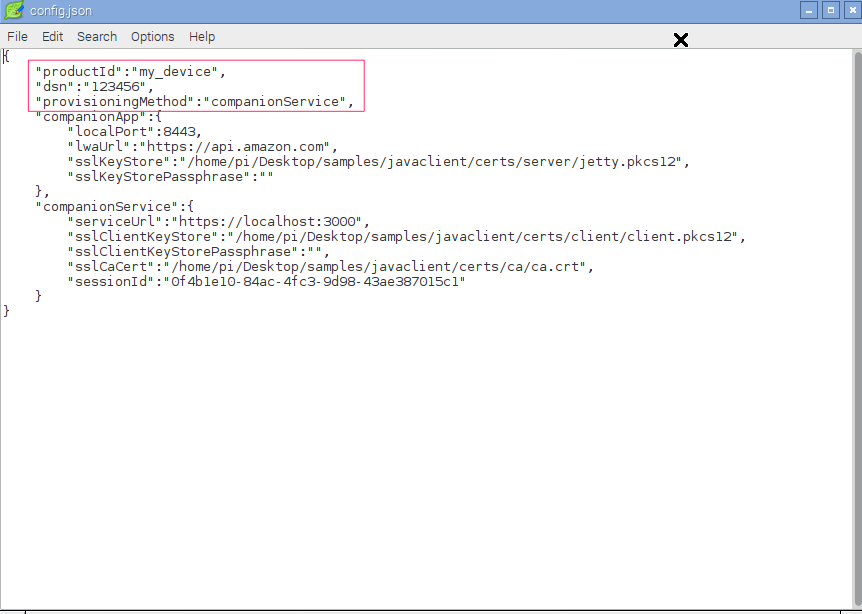 config.json
File Edit Search Options Help
{
"productId":"my_device",
"dsn":"123456",
"provisioningMethod":"companionService",
"companionApp":{
"localPort":8443,
"lwaUrl":"https://api.amazon.com",
"sslKeyStore":"/home/pi/Desktop/samples/javaclient/certs/server/jetty.pkcs12",
"sslKeyStorePassphrase":""
},
"companionService":{
"serviceUrl":"https://localhost:3000",
"sslClientKeyStore":"/home/pi/Desktop/samples/javaclient/certs/client/client.pkcs12",
"sslClientKeyStorePassphrase":"",
"sslCaCert":"/home/pi/Desktop/samples/javaclient/certs/ca/ca.crt",
"sessionId":"0f4b1e10-84ac-4fc3-9d98-43ae387015c1"
}
}